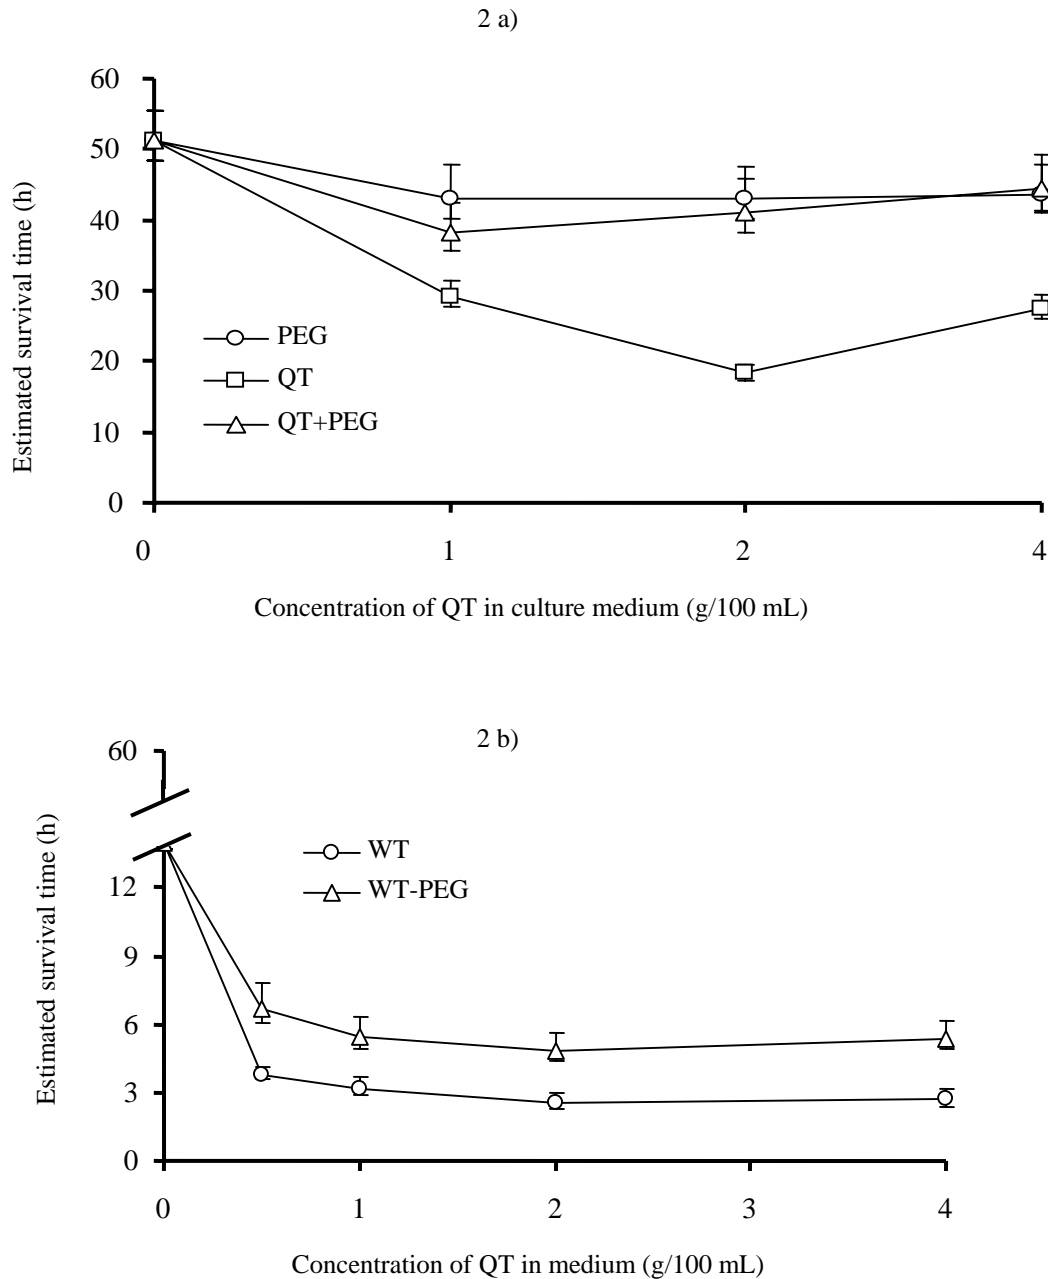 2 a)
60
50
40
30
20
10
0
Estimated survival time (h)
PEG
QT
QT+PEG
0 1 2 4
Concentration of QT in culture medium (g/100 mL)
2 b)
60
12
9
6
3
0
Estimated survival time (h)
WT
WT-PEG
0 1 2 3 4
Concentration of QT in medium (g/100 mL)